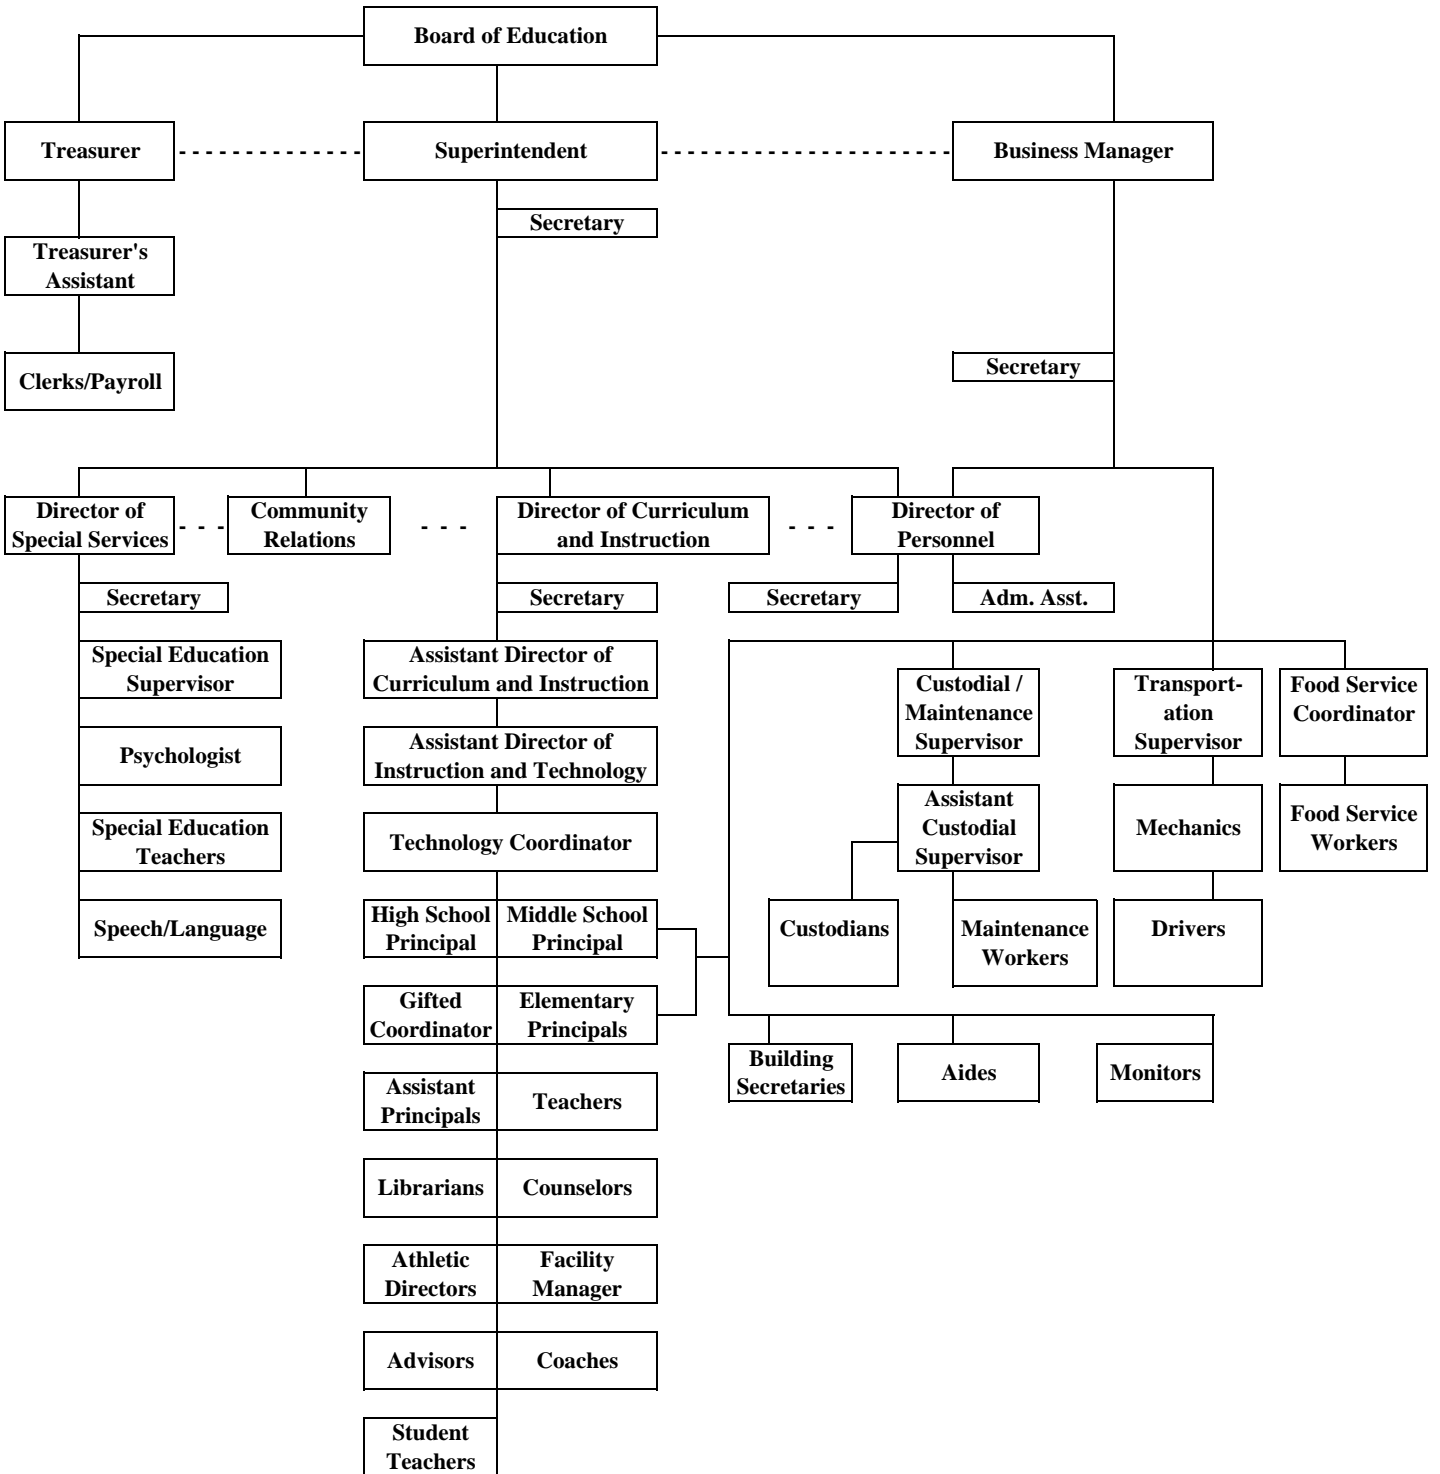 Board of Education
Treasurer
Superintendent
Business Manager
Secretary
Treasurer's
Assistant
Clerks/Payroll
Secretary
Director of
Special Services
Community
Relations
Director of Curriculum
and Instruction
Director of
Personnel
Secretary
Secretary
Secretary
Adm. Asst.
Special Education
Supervisor
Assistant Director of
Curriculum and Instruction
Custodial /
Maintenance
Supervisor
Transport-
ation
Supervisor
Food Service
Coordinator
Psychologist
Assistant Director of
Instruction and Technology
Assistant
Custodial
Supervisor
Mechanics
Food Service
Workers
Special Education
Teachers
Technology Coordinator
Speech/Language
High School
Principal
Middle School
Principal
Custodians
Maintenance
Workers
Drivers
Gifted
Coordinator
Elementary
Principals
Building
Secretaries
Aides
Monitors
Assistant
Principals
Teachers
Librarians
Counselors
Athletic
Directors
Facility
Manager
Advisors
Coaches
Student
Teachers